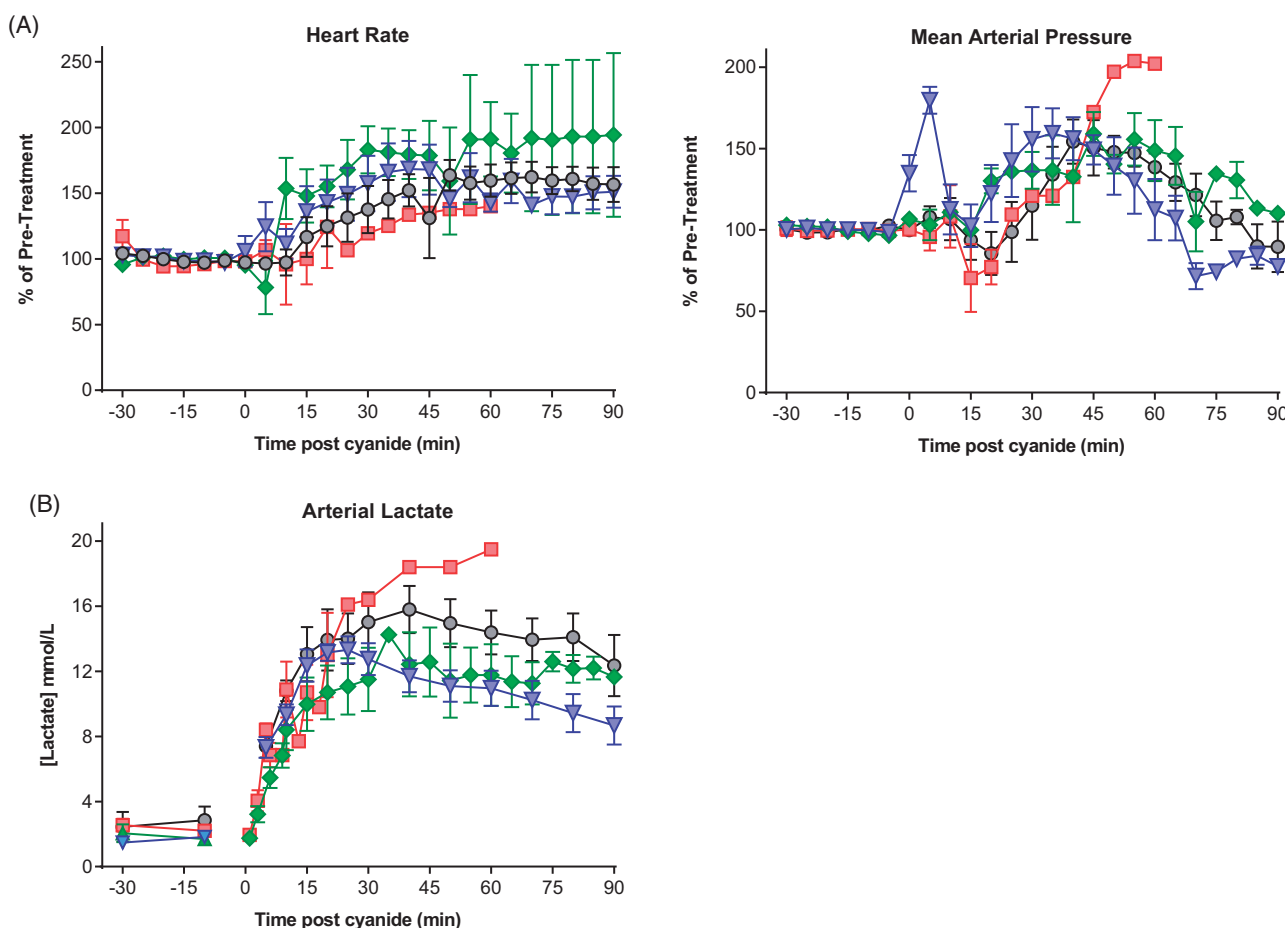 (A)
Heart Rate
% of Pre-Treatment
250
200
150
100
50
0
-30 -15 0 15 30 45 60 75 90
Time post cyanide (min)
Mean Arterial Pressure
% of Pre-Treatment
200
150
100
50
0
-30 -15 0 15 30 45 60 75 90
Time post cyanide (min)
(B)
Arterial Lactate
[Lactate] mmol/L
20
16
12
8
4
0
-30 -15 0 15 30 45 60 75 90
Time post cyanide (min)